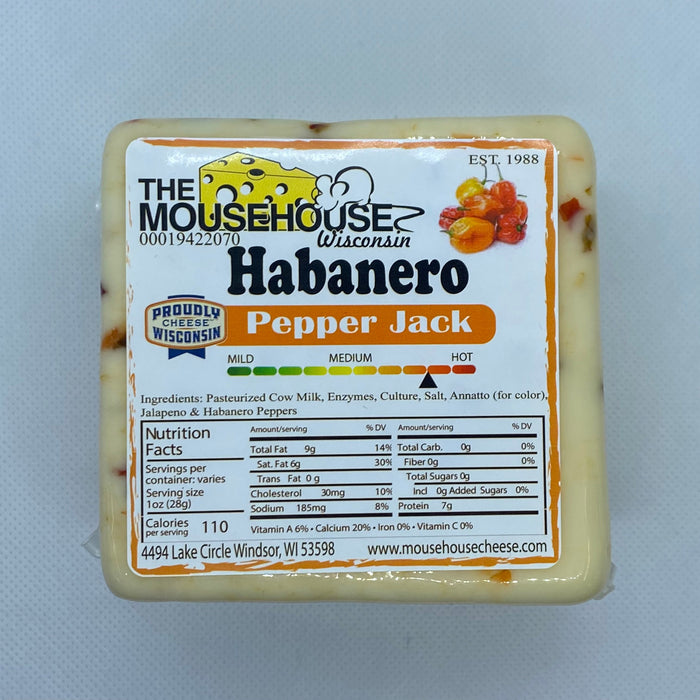 EST. 1988
THE
MOUSEHOUSE
00019422070
Wisconsin
Habanero
PROUDLY
CHEESE
WISCONSIN
Pepper Jack
MILD MEDIUM HOT
Ingredients: Pasteurized Cow Milk, Enzymes, Culture, Salt, Annatto (for color),
Jalapeno & Habanero Peppers
Nutrition
Facts
Servings per
container: varies
Serving size
1oz (28g)
Calories
per serving 110
Amount/serving % DV
Total Fat 9g 14%
Sat. Fat 6g 30%
Trans Fat 0 g
Cholesterol 30mg 10%
Sodium 185mg 8%
Amount/serving % DV
Total Carb. 0g 0%
Fiber 0g 0%
Total Sugars 0g
Incl 0g Added Sugars 0%
Protein 7g
Vitamin A 6% • Calcium 20% • Iron 0% • Vitamin C 0%
4494 Lake Circle Windsor, WI 53598 www.mousehousecheese.com